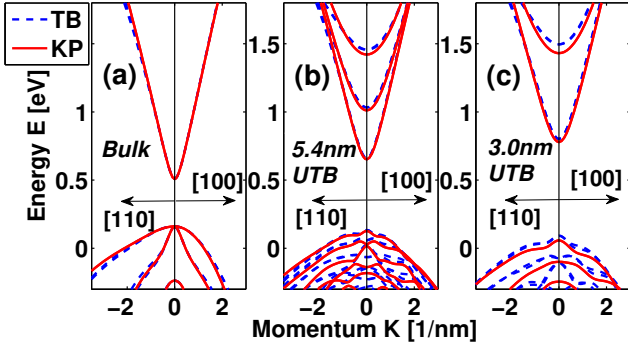 TB
KP
Energy E [eV]
1.5
1
0.5
0
(a)
Bulk
[100]
[110]
−2 0 2
1.5
1
0.5
0
(b)
5.4nm
UTB
[100]
[110]
−2 0 2
1.5
1
0.5
0
(c)
3.0nm
UTB
[100]
[110]
−2 0 2
Momentum K [1/nm]